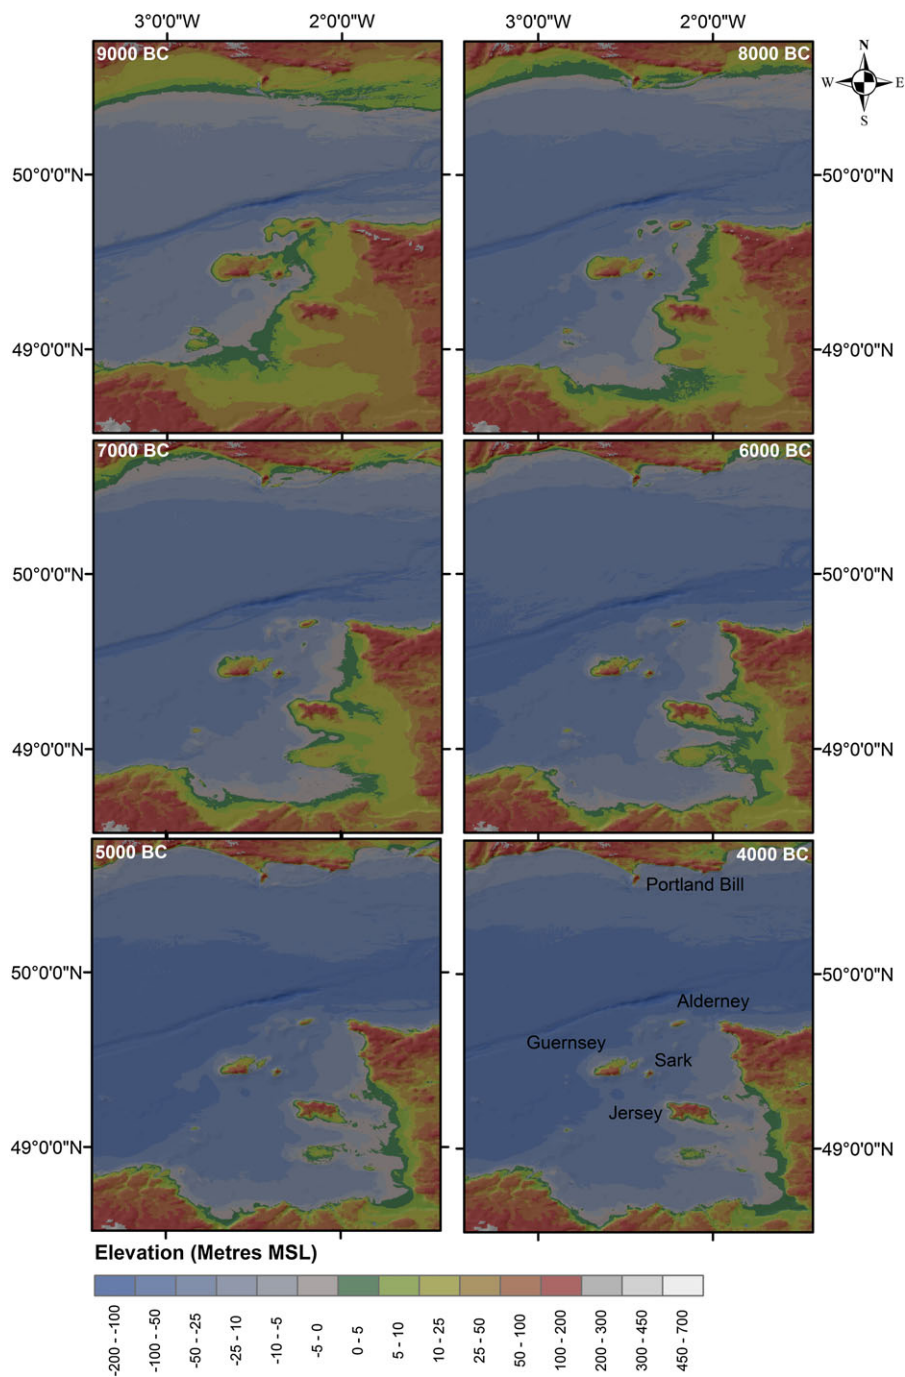 3°0'0"W 2°0'0"W 3°0'0"W 2°0'0"W
9000 BC 8000 BC
N
W E
S
50°0'0"N 50°0'0"N
49°0'0"N 49°0'0"N
7000 BC 6000 BC
50°0'0"N 50°0'0"N
49°0'0"N 49°0'0"N
5000 BC 4000 BC
Portland Bill
50°0'0"N 50°0'0"N
Alderney
Guernsey
Sark
Jersey
49°0'0"N 49°0'0"N
Elevation (Metres MSL)
-200 - -100
-100 - -50
-50 - -25
-25 - -10
-10 - -5
-5 - 0
0 - 5
5 - 10
10 - 25
25 - 50
50 - 100
100 - 200
200 - 300
300 - 450
450 - 700